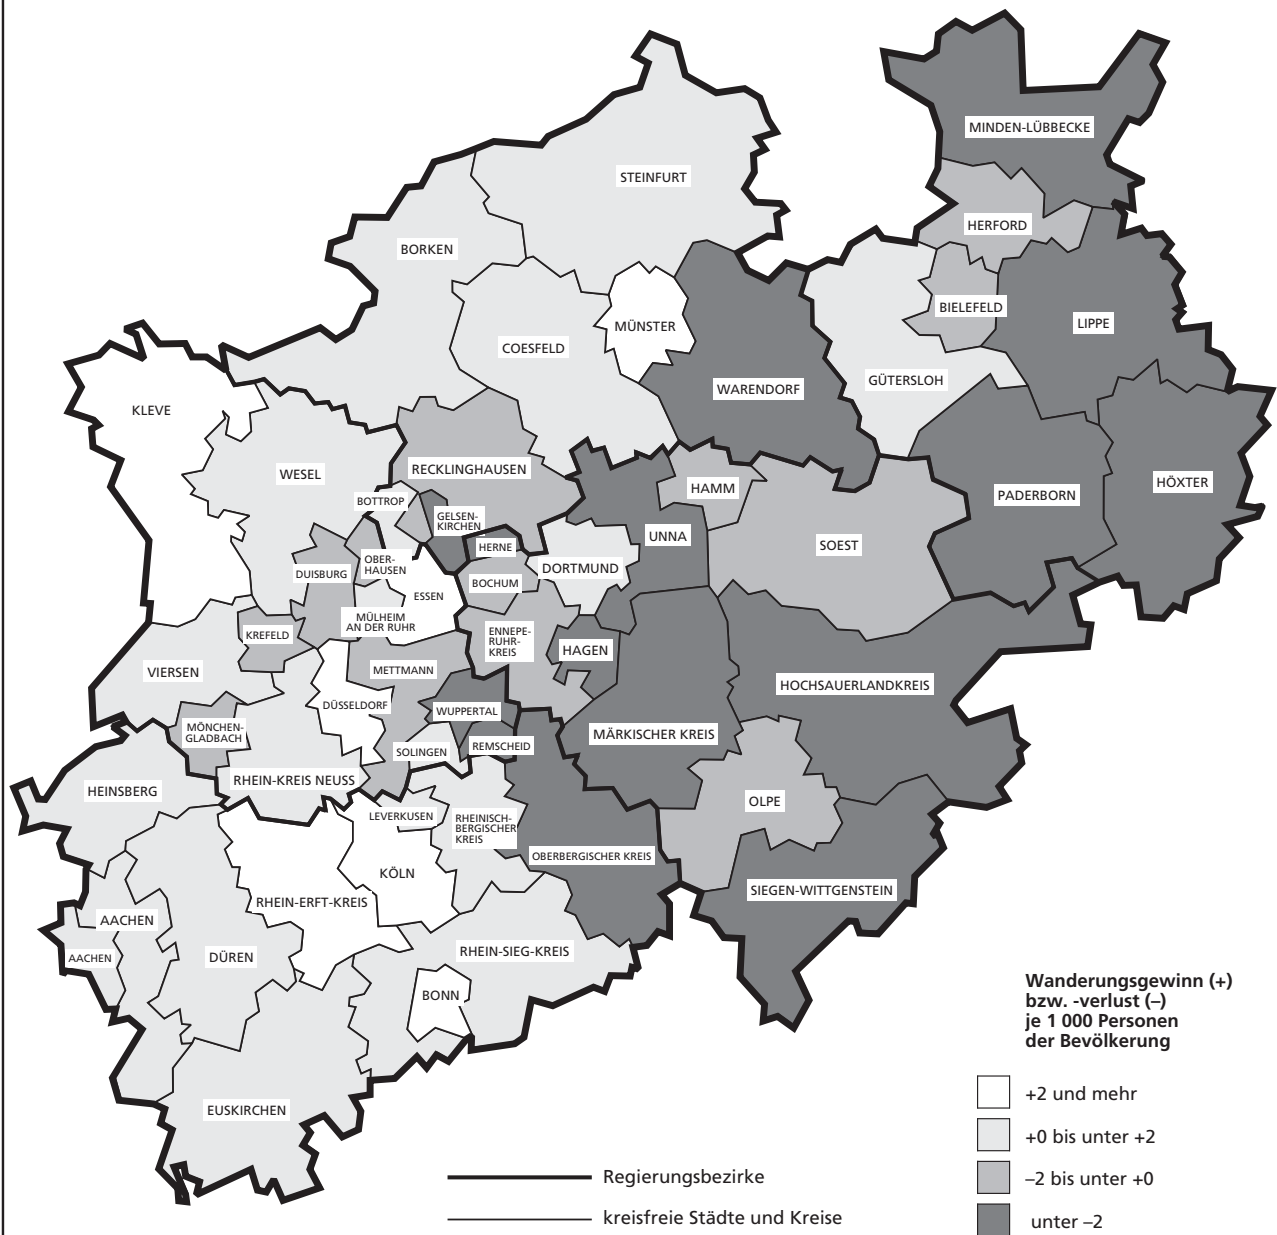 MINDEN-LÜBBECKE
STEINFURT
HERFORD
BORKEN
BIELEFELD
LIPPE
MÜNSTER
COESFELD
GÜTERSLOH
WARENDORF
KLEVE
RECKLINGHAUSEN
WESEL
HÖXTER
HAMM
PADERBORN
BOTTROP
GELSEN-
KIRCHEN
UNNA
SOEST
HERNE
OBER-
HAUSEN
DORTMUND
DUISBURG
BOCHUM
ESSEN
MÜLHEIM
AN DER RUHR
KREFELD
ENNEPE-
RUHR-
KREIS
HAGEN
VIERSEN
METTMANN
HOCHSAUERLANDKREIS
DÜSSELDORF
WUPPERTAL
MÖNCHEN-
GLADBACH
MÄRKISCHER KREIS
SOLINGEN
REMSCHEID
RHEIN-KREIS NEUSS
HEINSBERG
OLPE
LEVERKUSEN
RHEINISCH-
BERGISCHER
KREIS
OBERBERGISCHER KREIS
KÖLN
SIEGEN-WITTGENSTEIN
RHEIN-ERFT-KREIS
AACHEN
RHEIN-SIEG-KREIS
AACHEN
DÜREN
BONN
EUSKIRCHEN
Wanderungsgewinn (+)
bzw. -verlust (–)
je 1 000 Personen
der Bevölkerung
+2 und mehr
+0 bis unter +2
–2 bis unter +0
unter –2
Regierungsbezirke
kreisfreie Städte und Kreise